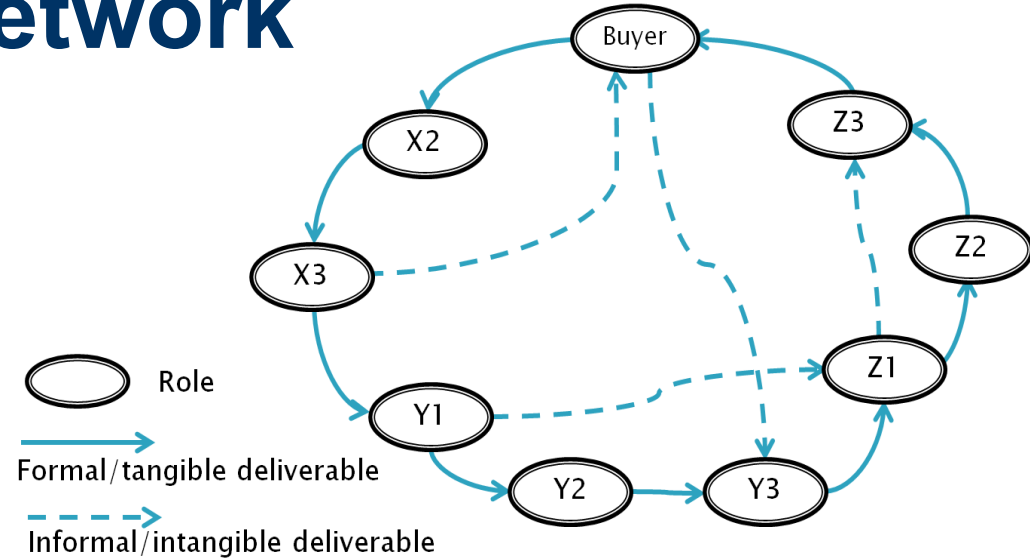 etwork
Buyer
X2
Z3
X3
Z2
Role
Y1
Z1
Formal/tangible deliverable
Y2
Y3
Informal/intangible deliverable